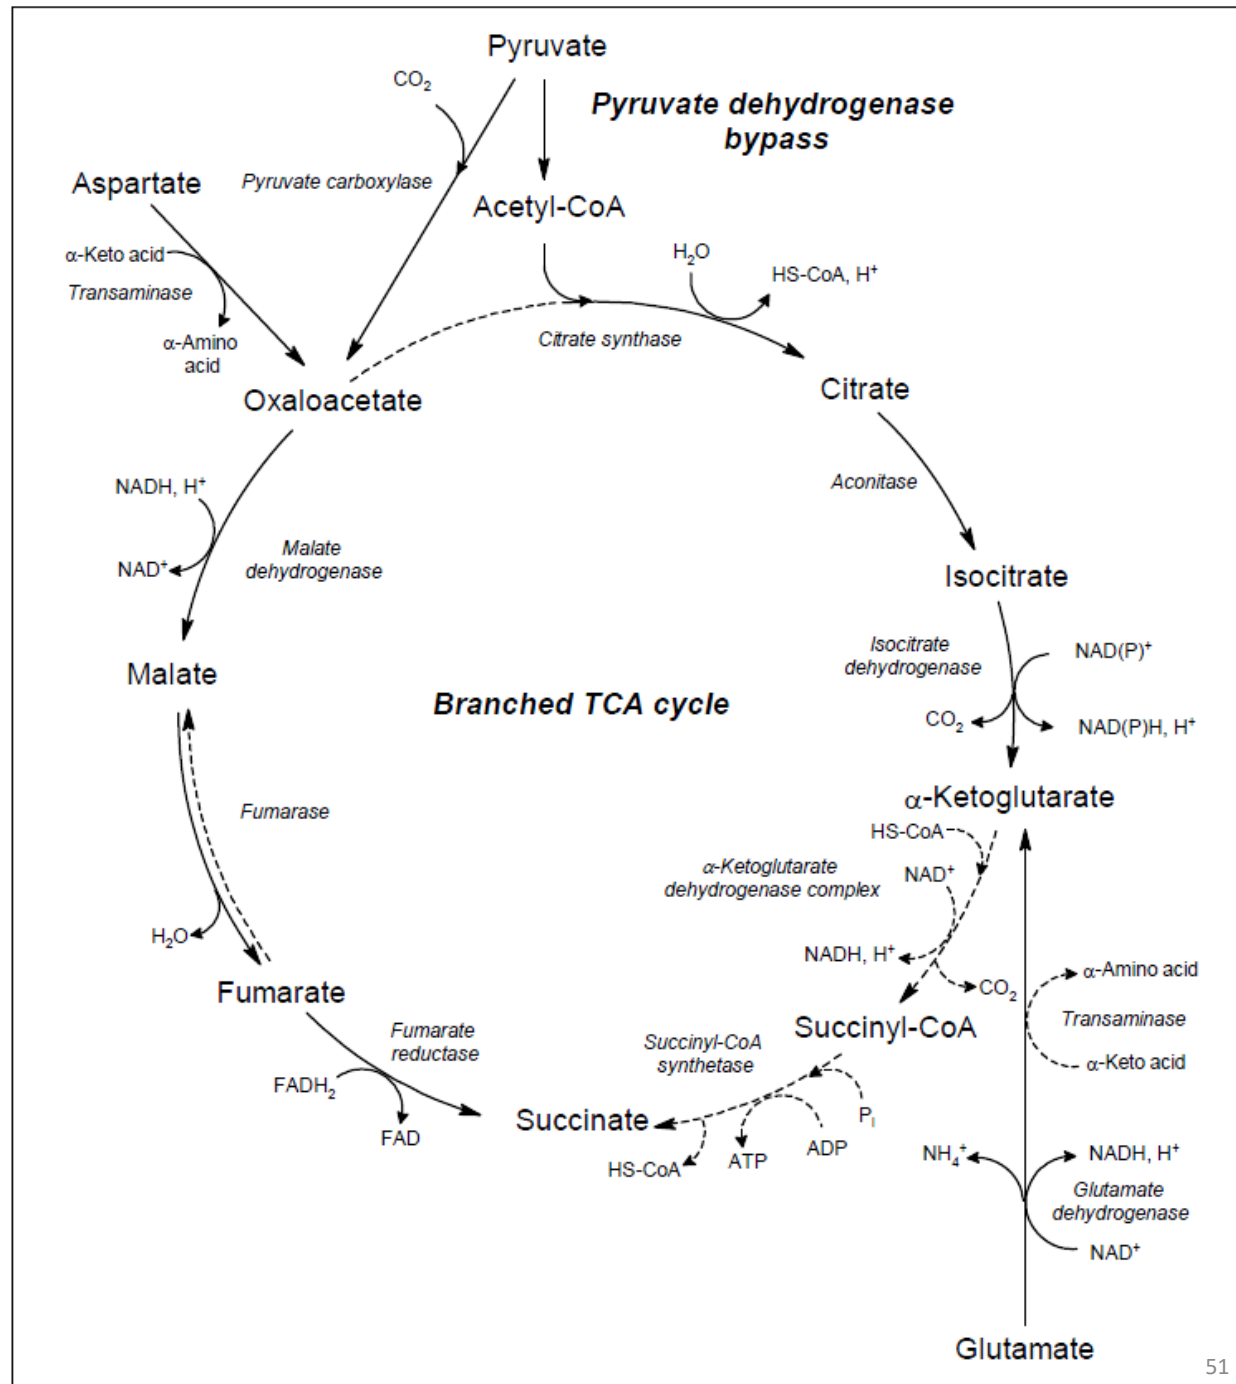 Pyruvate
CO2
Pyruvate dehydrogenase
bypass
Aspartate
Pyruvate carboxylase
Acetyl-CoA
α-Keto acid
Transaminase
α-Amino
acid
H2O
HS-CoA, H+
Citrate synthase
Oxaloacetate
Citrate
NADH, H+
Malate
dehydrogenase
NAD+
Aconitase
Isocitrate
Malate
Isocitrate
dehydrogenase
NAD(P)+
CO2
NAD(P)H, H+
Branched TCA cycle
α-Ketoglutarate
Fumarase
HS-CoA
α-Ketoglutarate
dehydrogenase complex
NAD+
H2O
NADH, H+
CO2
α-Amino acid
Transaminase
α-Keto acid
Fumarate
Succinyl-CoA
Fumarate
reductase
Succinyl-CoA
synthetase
FADH2
FAD
Succinate
Pi
HS-CoA
ATP
ADP
NH4+
NADH, H+
Glutamate
dehydrogenase
NAD+
Glutamate
51